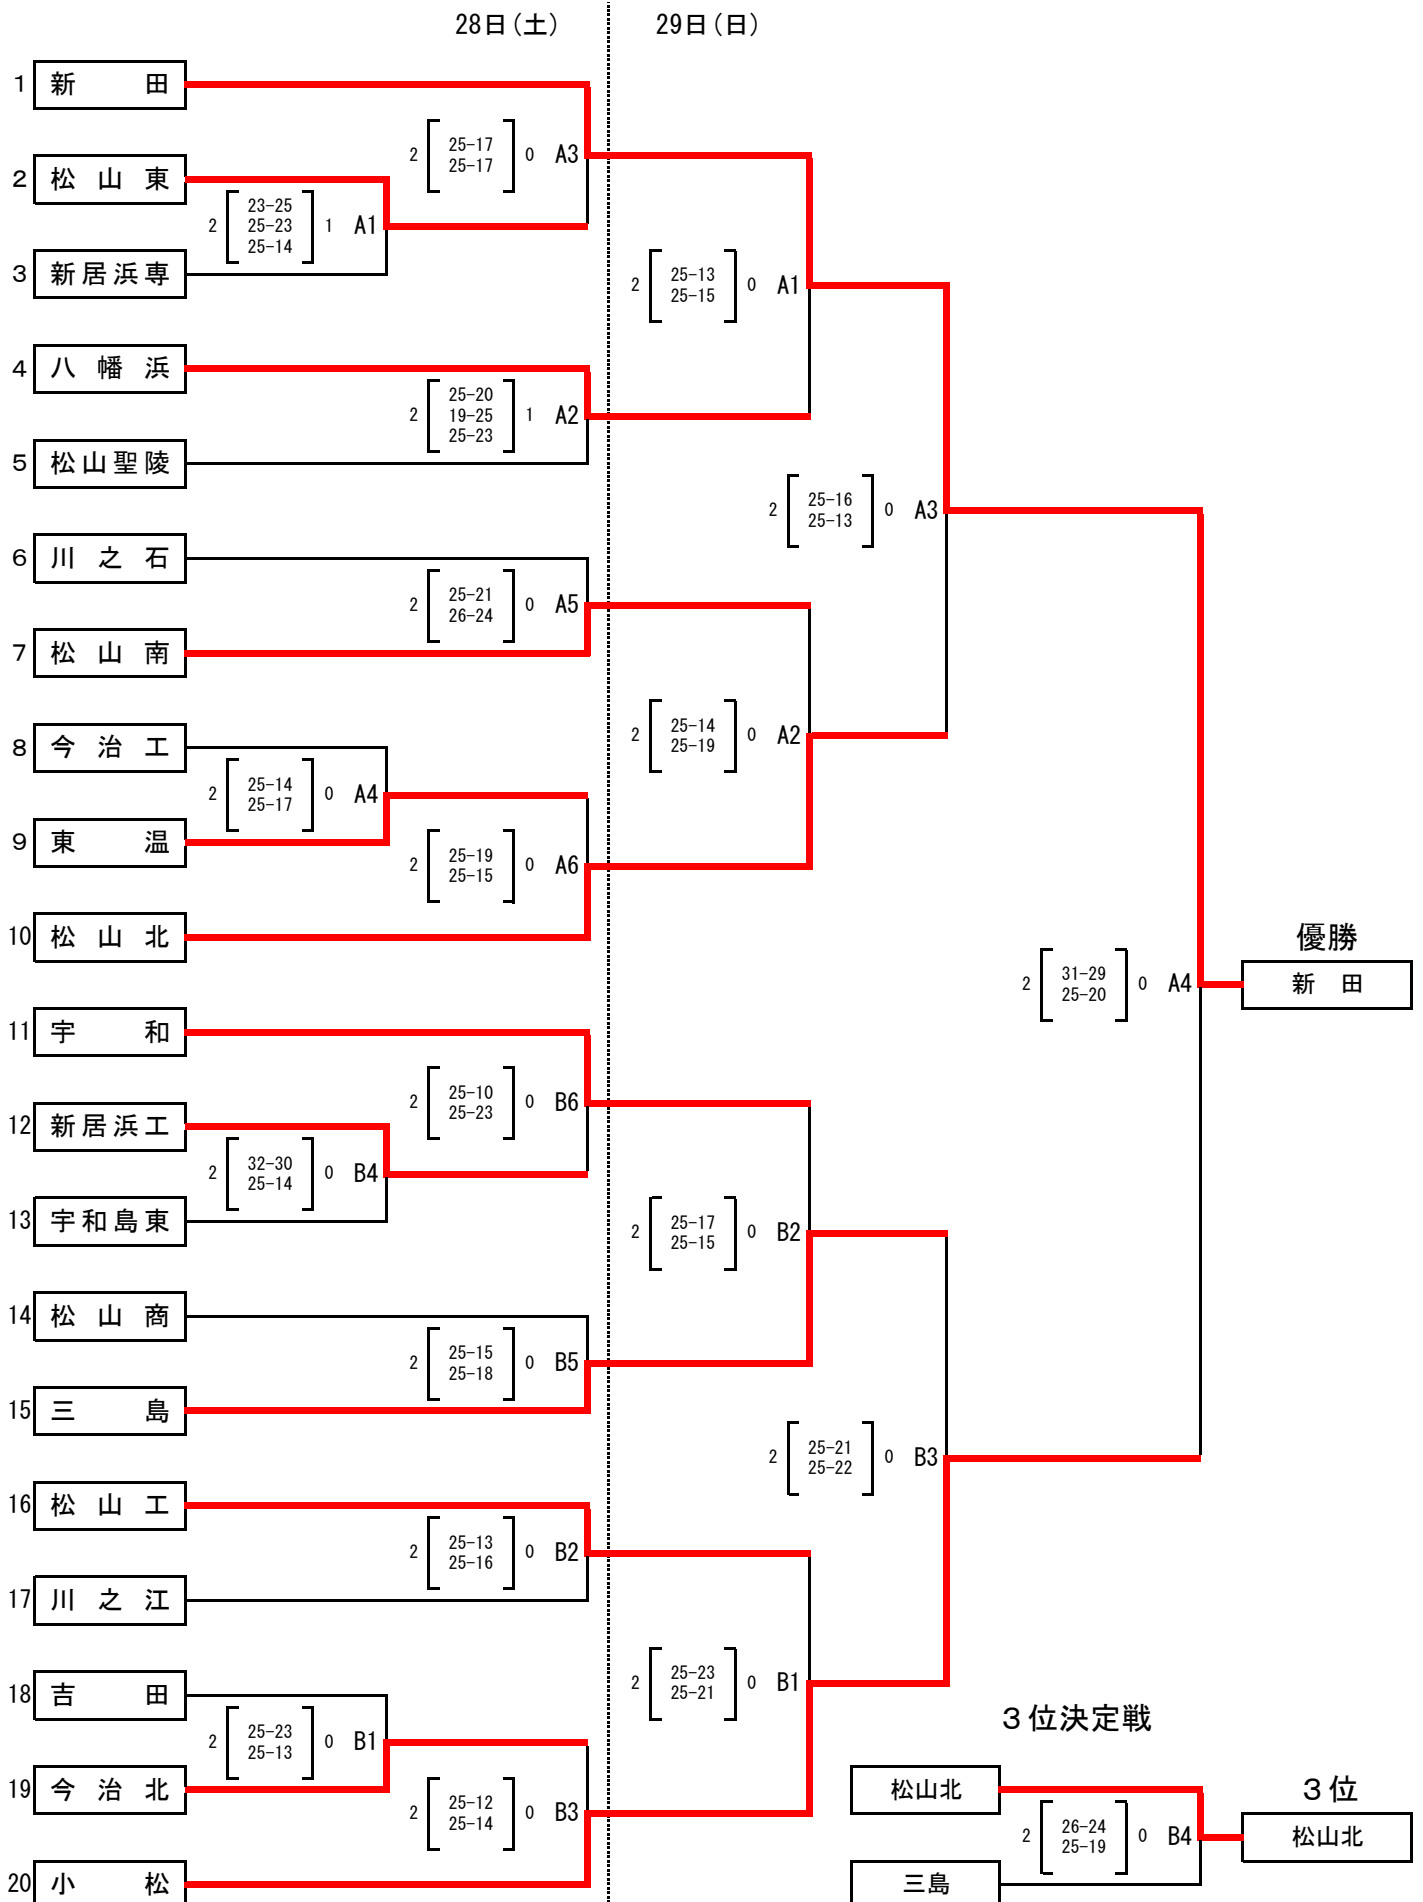 28日(土) 29日(日)
1 新田
2 [25-17 25-17] 0 A3
2 松山東
2 [23-25 25-23 25-14] 1 A1
3 新居浜専
2 [25-13 25-15] 0 A1
4 八幡浜
2 [25-20 19-25 25-23] 1 A2
5 松山聖陵
2 [25-16 25-13] 0 A3
6 川之石
2 [25-21 26-24] 0 A5
7 松山南
2 [25-14 25-19] 0 A2
8 今治工
2 [25-14 25-17] 0 A4
9 東温
2 [25-19 25-15] 0 A6
10 松山北
優勝
2 [31-29 25-20] 0 A4
新田
11 宇和
2 [25-10 25-23] 0 B6
12 新居浜工
2 [32-30 25-14] 0 B4
13 宇和島東
2 [25-17 25-15] 0 B2
14 松山商
2 [25-15 25-18] 0 B5
15 三島
2 [25-21 25-22] 0 B3
16 松山工
2 [25-13 25-16] 0 B2
17 川之江
2 [25-23 25-21] 0 B1
18 吉田
2 [25-23 25-13] 0 B1
19 今治北
2 [25-12 25-14] 0 B3
20 小松
3位決定戦
松山北
3位
2 [26-24 25-19] 0 B4
松山北
三島